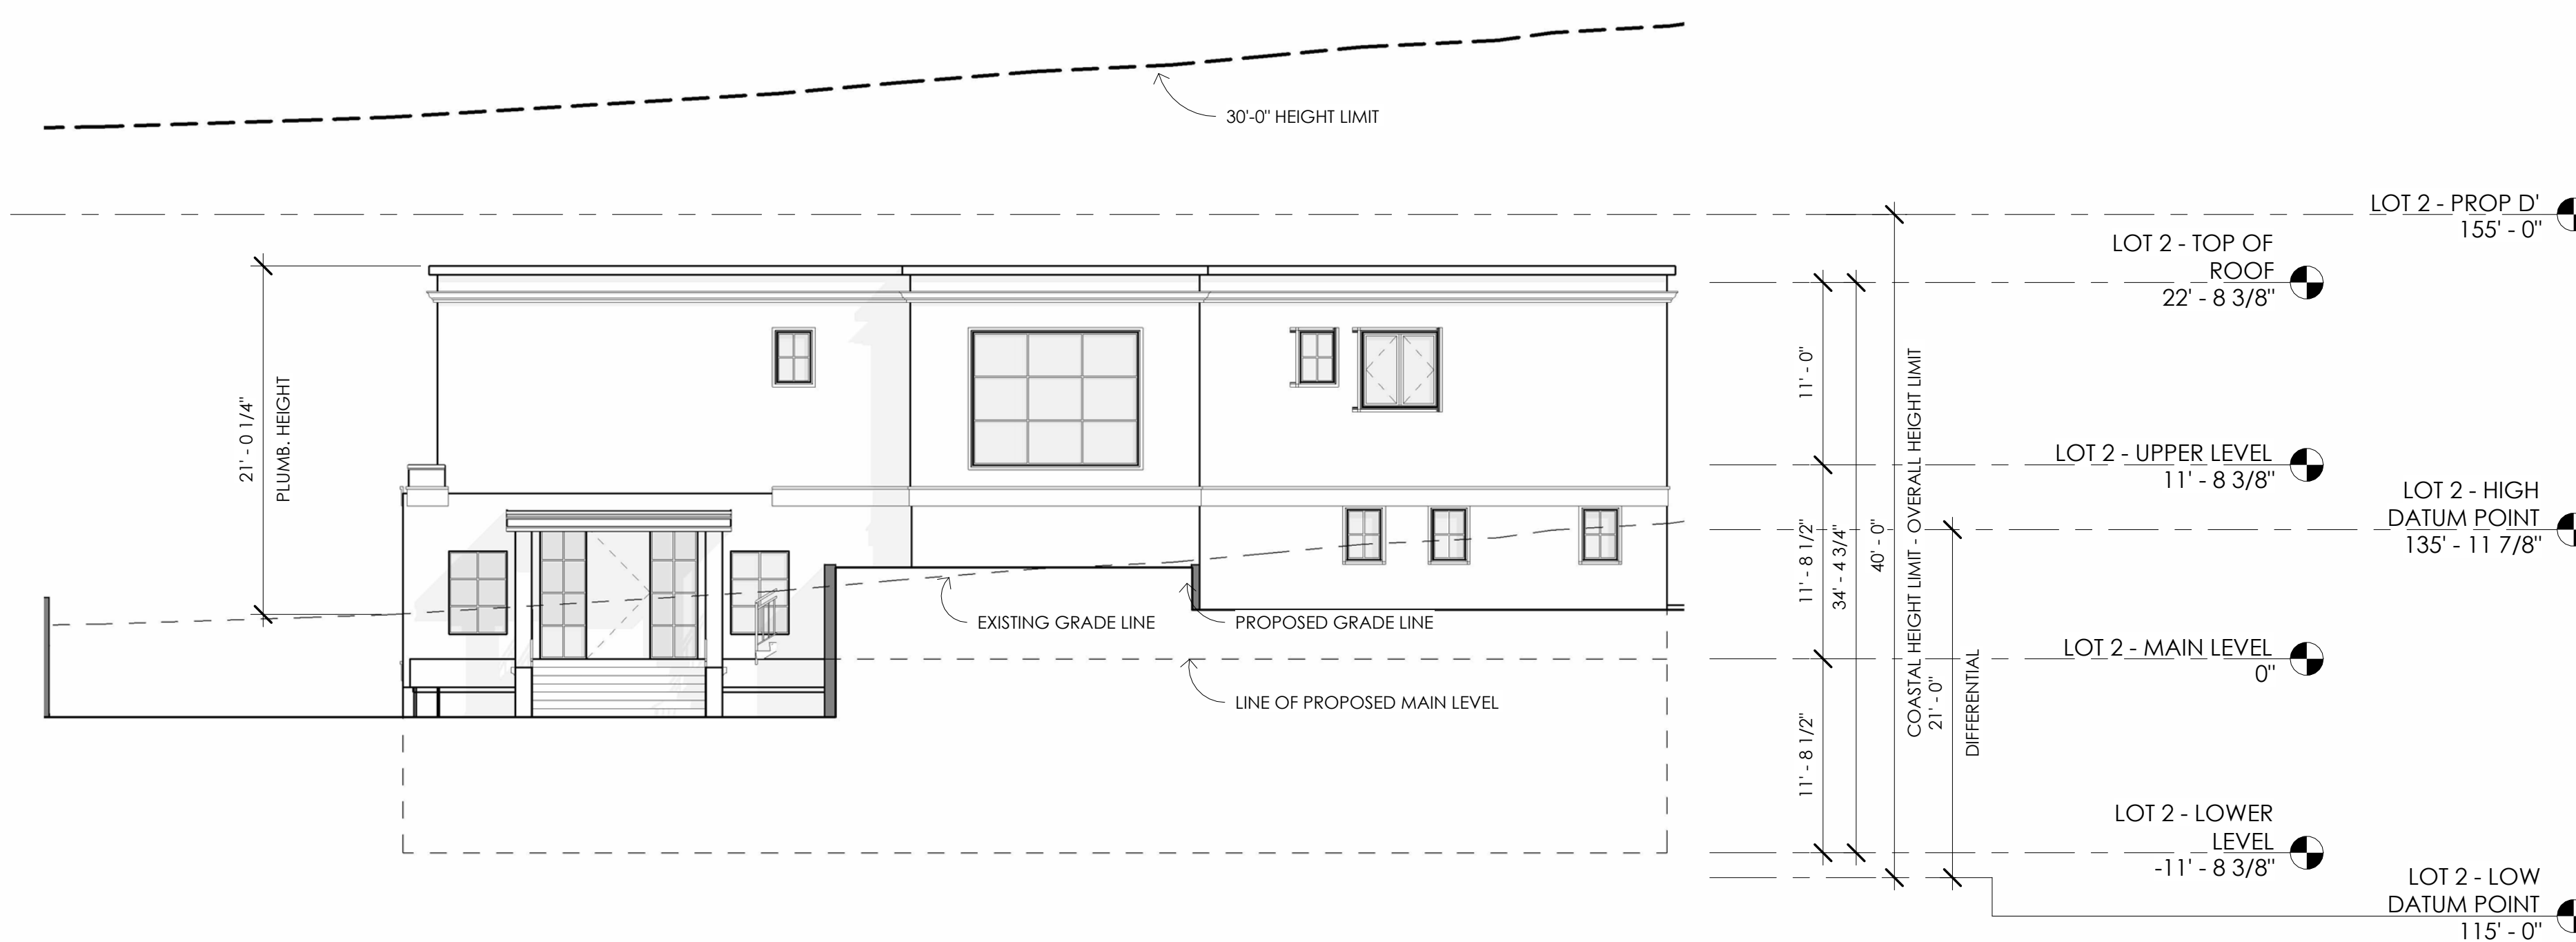 30'-0" HEIGHT LIMIT
LOT 2 - PROP D'
155' - 0"
LOT 2 - TOP OF
ROOF
22' - 8 3/8"
21' - 0 1/4"
PLUMB. HEIGHT
11' - 0"
11' - 8 1/2"
11' - 8 1/2"
34' - 4 3/4"
40' - 0"
COASTAL HEIGHT LIMIT - OVERALL HEIGHT LIMIT
21' - 0"
DIFFERENTIAL
LOT 2 - UPPER LEVEL
11' - 8 3/8"
LOT 2 - HIGH
DATUM POINT
135' - 11 7/8"
EXISTING GRADE LINE
PROPOSED GRADE LINE
LOT 2 - MAIN LEVEL
0"
LINE OF PROPOSED MAIN LEVEL
LOT 2 - LOWER
LEVEL
-11' - 8 3/8"
LOT 2 - LOW
DATUM POINT
115' - 0"